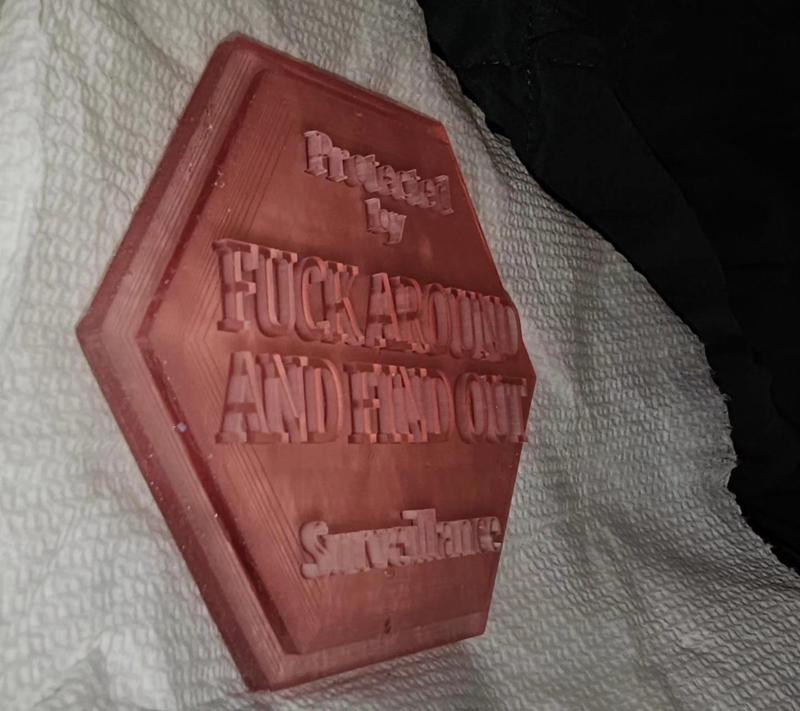 Protected
by
FUCK AROUND
AND FIND OUT
Surveillance